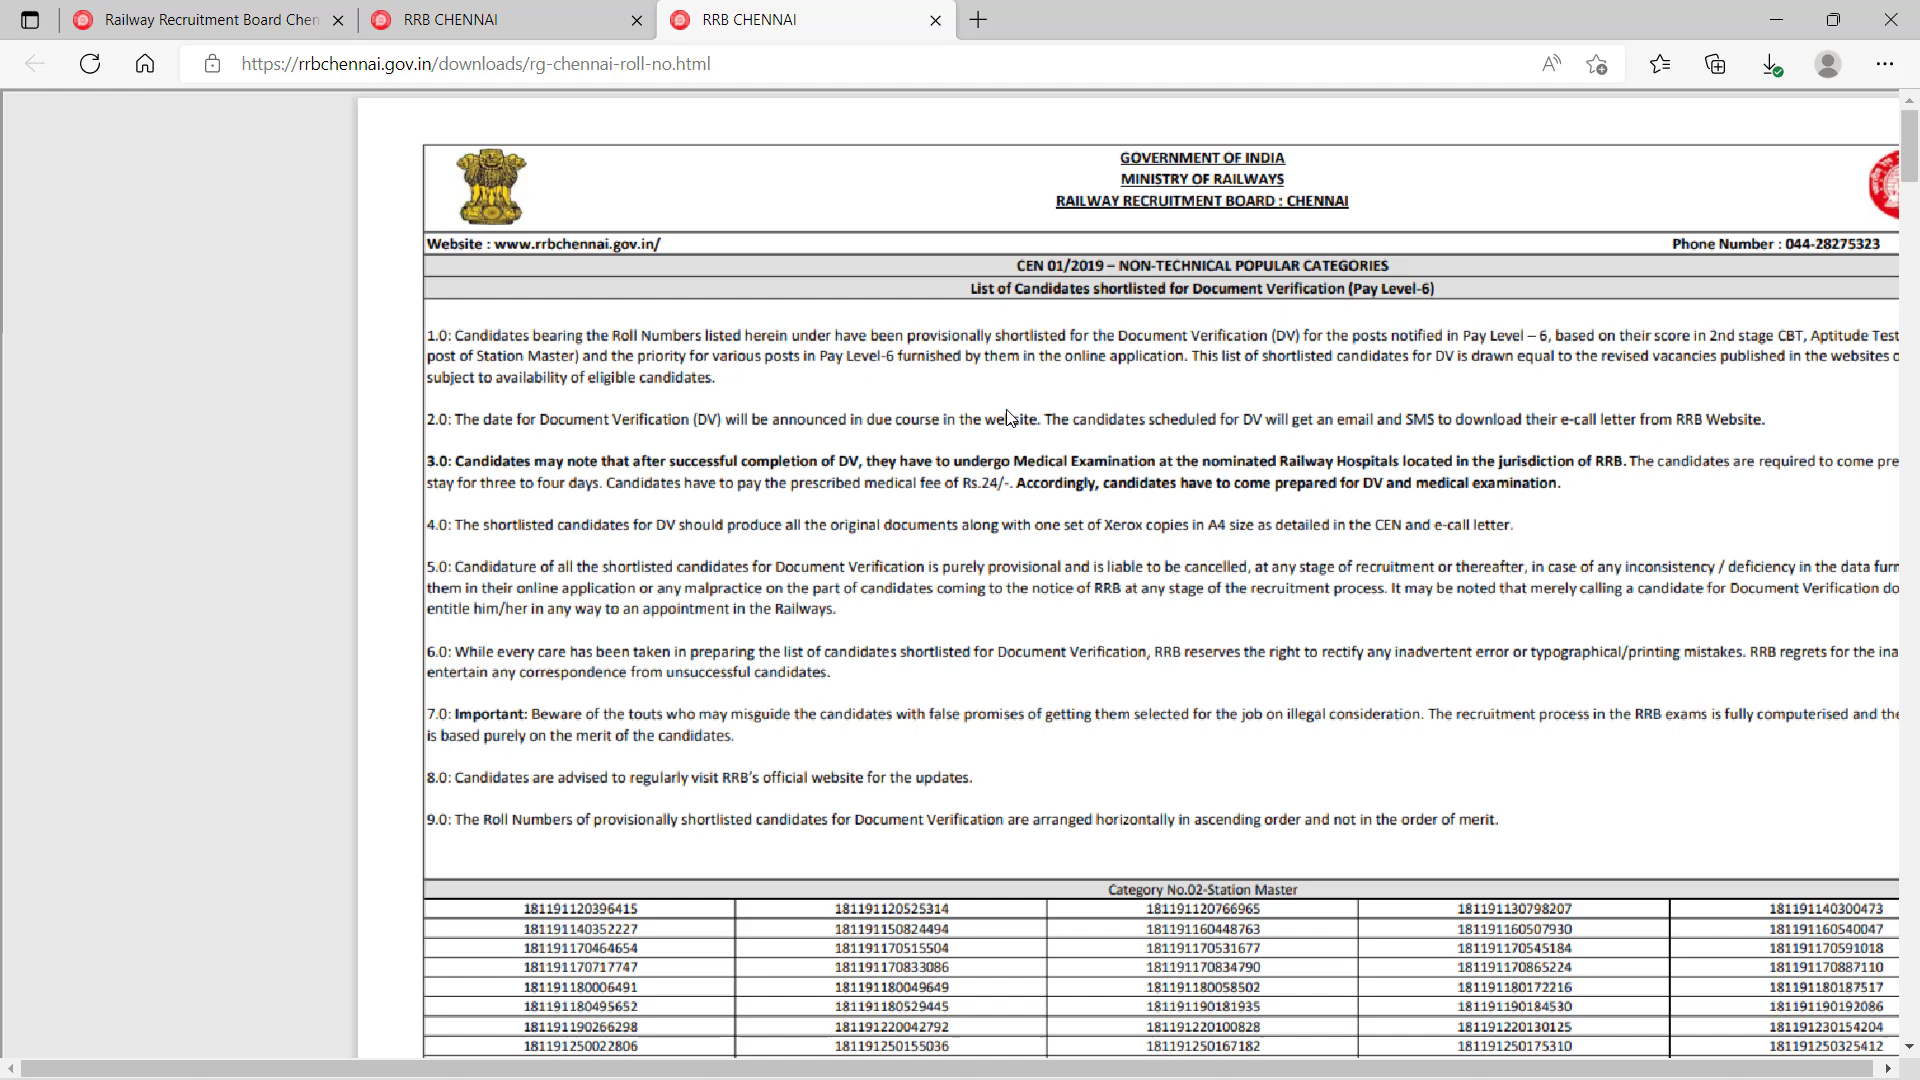 Railway Recruitment Board Chen
RRB CHENNAI
RRB CHENNAI
https://rrbchennai.gov.in/downloads/rg-chennai-roll-no.html
GOVERNMENT OF INDIA
MINISTRY OF RAILWAYS
RAILWAY RECRUITMENT BOARD : CHENNAI
Website : www.rrbchennai.gov.in/ Phone Number : 044-28275323
CEN 01/2019 – NON-TECHNICAL POPULAR CATEGORIES
List of Candidates shortlisted for Document Verification (Pay Level-6)
1.0: Candidates bearing the Roll Numbers listed herein under have been provisionally shortlisted for the Document Verification (DV) for the posts notified in Pay Level – 6, based on their score in 2nd stage CBT, Aptitude Test
post of Station Master) and the priority for various posts in Pay Level-6 furnished by them in the online application. This list of shortlisted candidates for DV is drawn equal to the revised vacancies published in the websites o
subject to availability of eligible candidates.
2.0: The date for Document Verification (DV) will be announced in due course in the website. The candidates scheduled for DV will get an email and SMS to download their e-call letter from RRB Website.
3.0: Candidates may note that after successful completion of DV, they have to undergo Medical Examination at the nominated Railway Hospitals located in the jurisdiction of RRB. The candidates are required to come pre
stay for three to four days. Candidates have to pay the prescribed medical fee of Rs.24/-. Accordingly, candidates have to come prepared for DV and medical examination.
4.0: The shortlisted candidates for DV should produce all the original documents along with one set of Xerox copies in A4 size as detailed in the CEN and e-call letter.
5.0: Candidature of all the shortlisted candidates for Document Verification is purely provisional and is liable to be cancelled, at any stage of recruitment or thereafter, in case of any inconsistency / deficiency in the data furn
them in their online application or any malpractice on the part of candidates coming to the notice of RRB at any stage of the recruitment process. It may be noted that merely calling a candidate for Document Verification do
entitle him/her in any way to an appointment in the Railways.
6.0: While every care has been taken in preparing the list of candidates shortlisted for Document Verification, RRB reserves the right to rectify any inadvertent error or typographical/printing mistakes. RRB regrets for the ina
entertain any correspondence from unsuccessful candidates.
7.0: Important: Beware of the touts who may misguide the candidates with false promises of getting them selected for the job on illegal consideration. The recruitment process in the RRB exams is fully computerised and the
is based purely on the merit of the candidates.
8.0: Candidates are advised to regularly visit RRB's official website for the updates.
9.0: The Roll Numbers of provisionally shortlisted candidates for Document Verification are arranged horizontally in ascending order and not in the order of merit.
Category No.02-Station Master
181191120396415 181191120525314 181191120766965 181191130798207 181191140300473
181191140352227 181191150824494 181191160448763 181191160507930 181191160540047
181191170464654 181191170515504 181191170531677 181191170545184 181191170591018
181191170717747 181191170833086 181191170834790 181191170865224 181191170887110
181191180006491 181191180049649 181191180058502 181191180172216 181191180187517
181191180495652 181191180529445 181191190181935 181191190184530 181191190192086
181191190266298 181191220042792 181191220100828 181191220130125 181191230154204
181191250022806 181191250155036 181191250167182 181191250175310 181191250325412